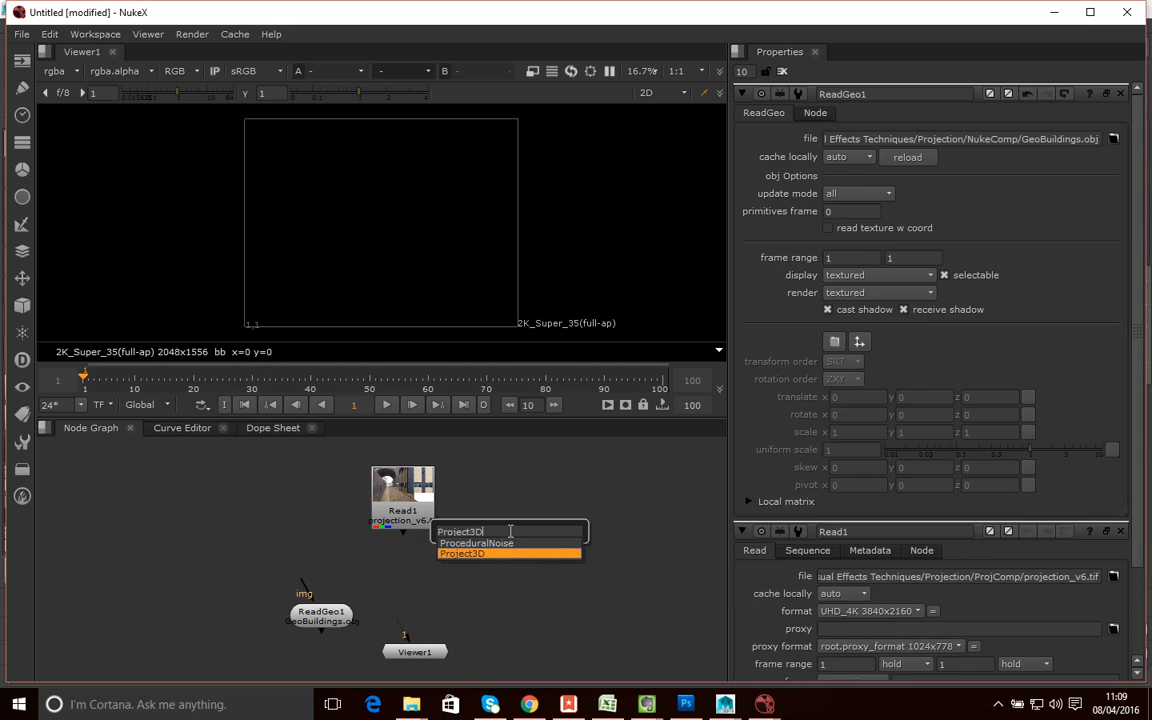 Untitled [modified] - NukeX
File Edit Workspace Viewer Render Cache Help
Viewer1
rgba rgba.alpha RGB IP sRGB A - - B - 16.7% 1:1
f/8 1 Y 1 2D
1,1
2K_Super_35(full-ap)
2K_Super_35(full-ap) 2048x1556 bb x=0 y=0
1 1 10 20 30 40 50 60 70 80 90 100 100
24* TF Global 1 10 100
Node Graph Curve Editor Dope Sheet
Read1
projection_v6.t
Project3D
ProceduralNoise
Project3D
img
ReadGeo1
GeoBuildings.obj
1
Viewer1
Properties
10
ReadGeo1
ReadGeo Node
file l Effects Techniques/Projection/NukeComp/GeoBuildings.obj
cache locally auto reload
obj Options
update mode all
primitives frame 0
read texture w coord
frame range 1 1
display textured selectable
render textured
cast shadow receive shadow
transform order SRT
rotation order ZXY
translate x 0 y 0 z 0
rotate x 0 y 0 z 0
scale x 1 y 1 z 1
uniform scale 1
skew x 0 y 0 z 0
pivot x 0 y 0 z 0
Local matrix
Read1
Read Sequence Metadata Node
file sual Effects Techniques/Projection/ProjComp/projection_v6.tif
cache locally auto
format UHD_4K 3840x2160 =
proxy
proxy format root.proxy_format 1024x778 =
frame range 1 hold 1 hold
I'm Cortana. Ask me anything.
11:09
08/04/2016